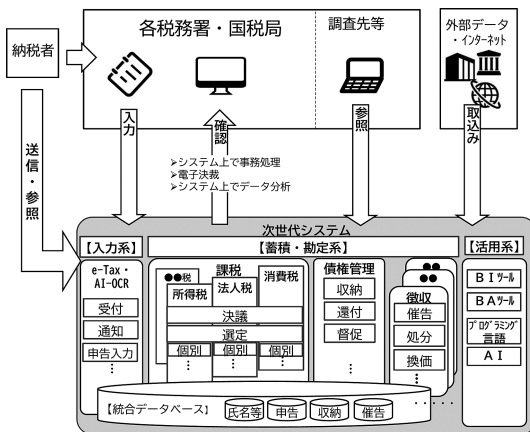 納税者
各税務署・国税局
調査先等
外部データ
・インターネット
送信・参照
入力
確認
参照
取込み
➢システム上で事務処理
➢電子決裁
➢システム上でデータ分析
次世代システム
【入力系】
【蓄積・勘定系】
【活用系】
e-Tax・
AI-OCR
受付
通知
申告入力
⋮
課税
●●税
所得税
法人税
消費税
決議
選定
個別
個別
個別
⋮
⋮
⋮
債権管理
収納
還付
督促
⋮
●●
●●
徴収
催告
処分
換価
⋮
BIツール
BAツール
プログラミング
言語
AI
【統合データベース】
氏名等
申告
収納
催告
・・・・・